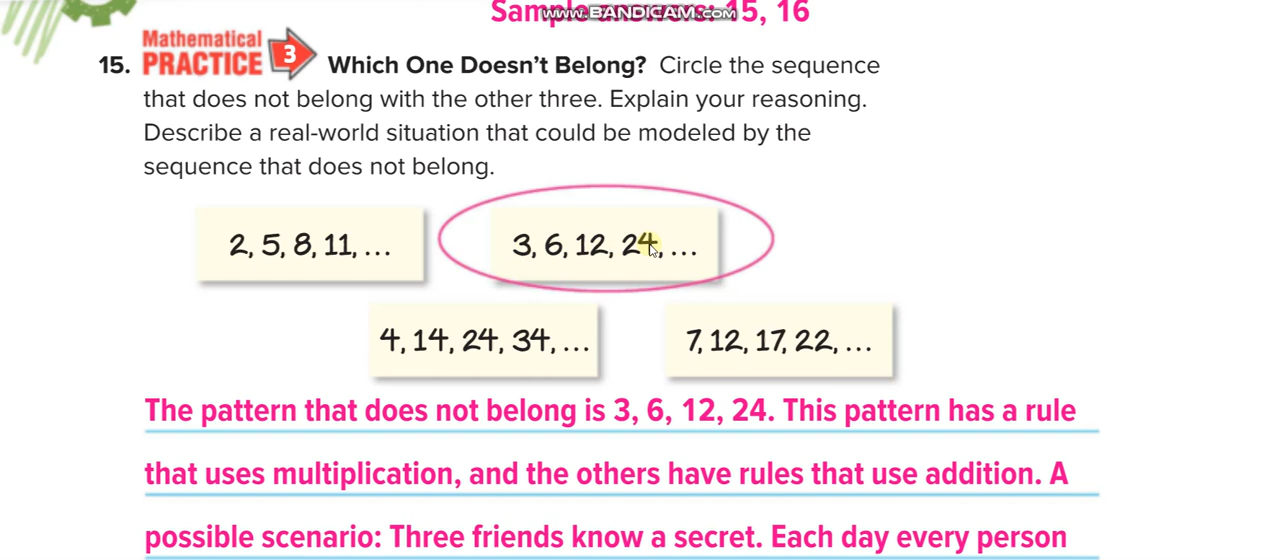 Sample answers: 15, 16
www.BANDICAM.com
Mathematical
PRACTICE 3
15. Which One Doesn't Belong? Circle the sequence
that does not belong with the other three. Explain your reasoning.
Describe a real-world situation that could be modeled by the
sequence that does not belong.
2, 5, 8, 11, ...
3, 6, 12, 24, ...
4, 14, 24, 34, ...
7, 12, 17, 22, ...
The pattern that does not belong is 3, 6, 12, 24. This pattern has a rule
that uses multiplication, and the others have rules that use addition. A
possible scenario: Three friends know a secret. Each day every person